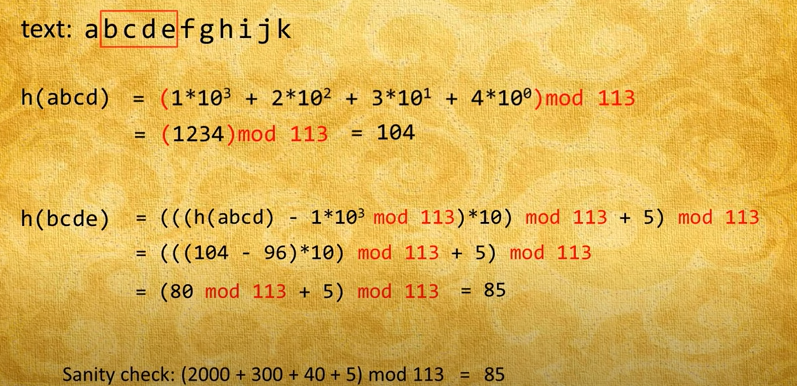 text: abcdefghijk
h(abcd) = (1*10³ + 2*10² + 3*10¹ + 4*10⁰)mod 113
= (1234)mod 113 = 104
h(bcde) = (((h(abcd) - 1*10³ mod 113)*10) mod 113 + 5) mod 113
= (((104 - 96)*10) mod 113 + 5) mod 113
= (80 mod 113 + 5) mod 113 = 85
Sanity check: (2000 + 300 + 40 + 5) mod 113 = 85